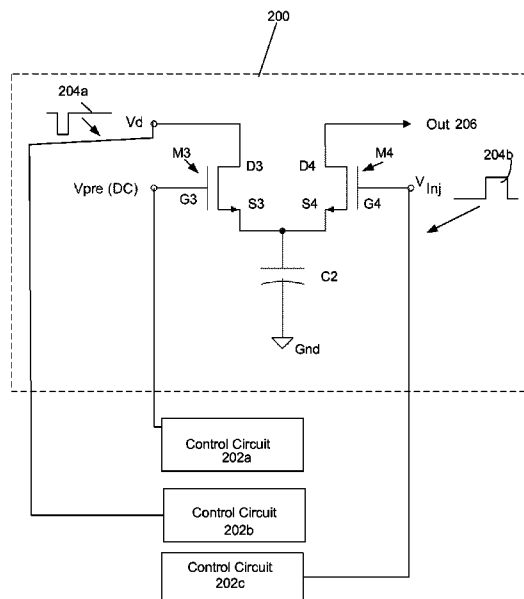 200
204a
Vd
Out 206
M3
D3
D4
M4
204b
Vpre (DC)
V Inj
G3
S3
S4
G4
C2
Gnd
Control Circuit
202a
Control Circuit
202b
Control Circuit
202c